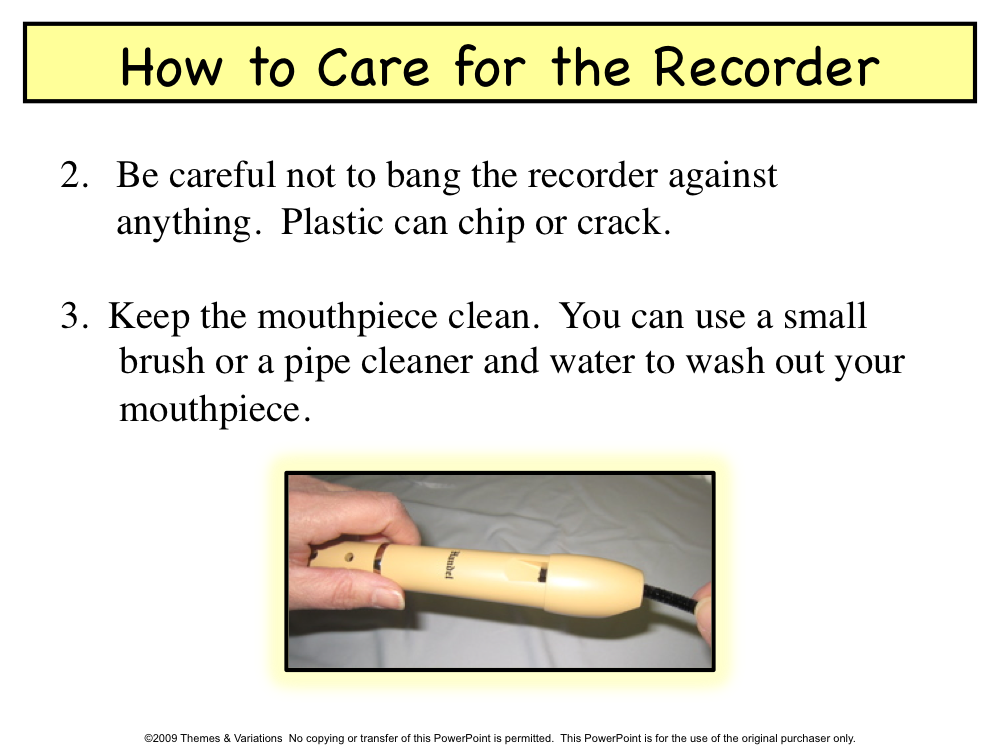 How to Care for the Recorder
2. Be careful not to bang the recorder against
anything. Plastic can chip or crack.
3. Keep the mouthpiece clean. You can use a small
brush or a pipe cleaner and water to wash out your
mouthpiece.
Handel
©2009 Themes & Variations No copying or transfer of this PowerPoint is permitted. This PowerPoint is for the use of the original purchaser only.